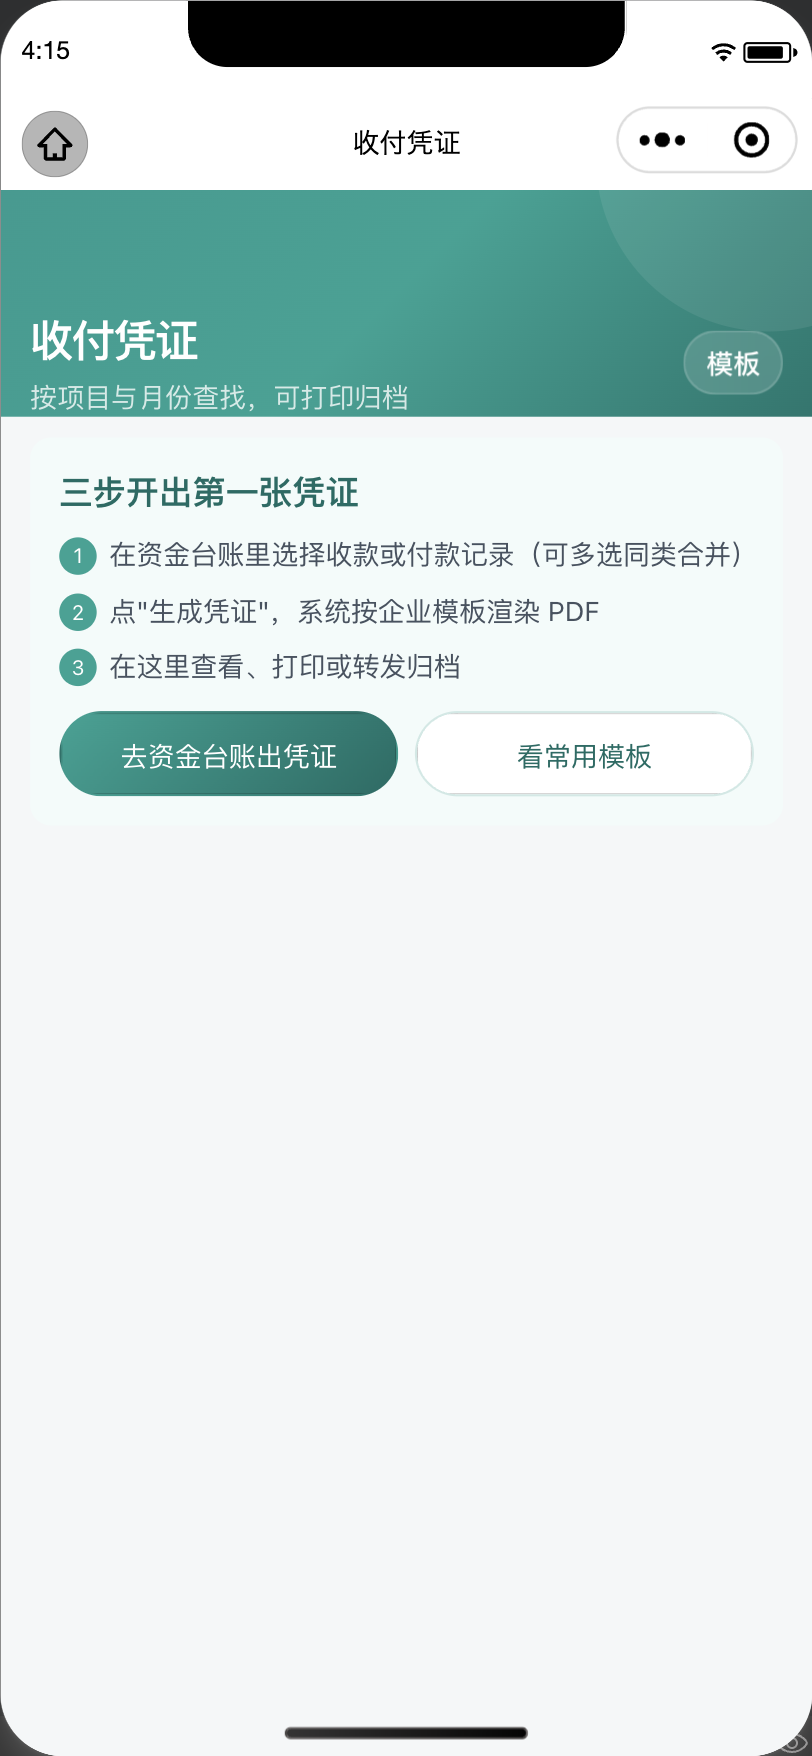 4:15
收付凭证
收付凭证
模板
按项目与月份查找，可打印归档
三步开出第一张凭证
1 在资金台账里选择收款或付款记录（可多选同类合并）
2 点"生成凭证"，系统按企业模板渲染 PDF
3 在这里查看、打印或转发归档
去资金台账出凭证
看常用模板